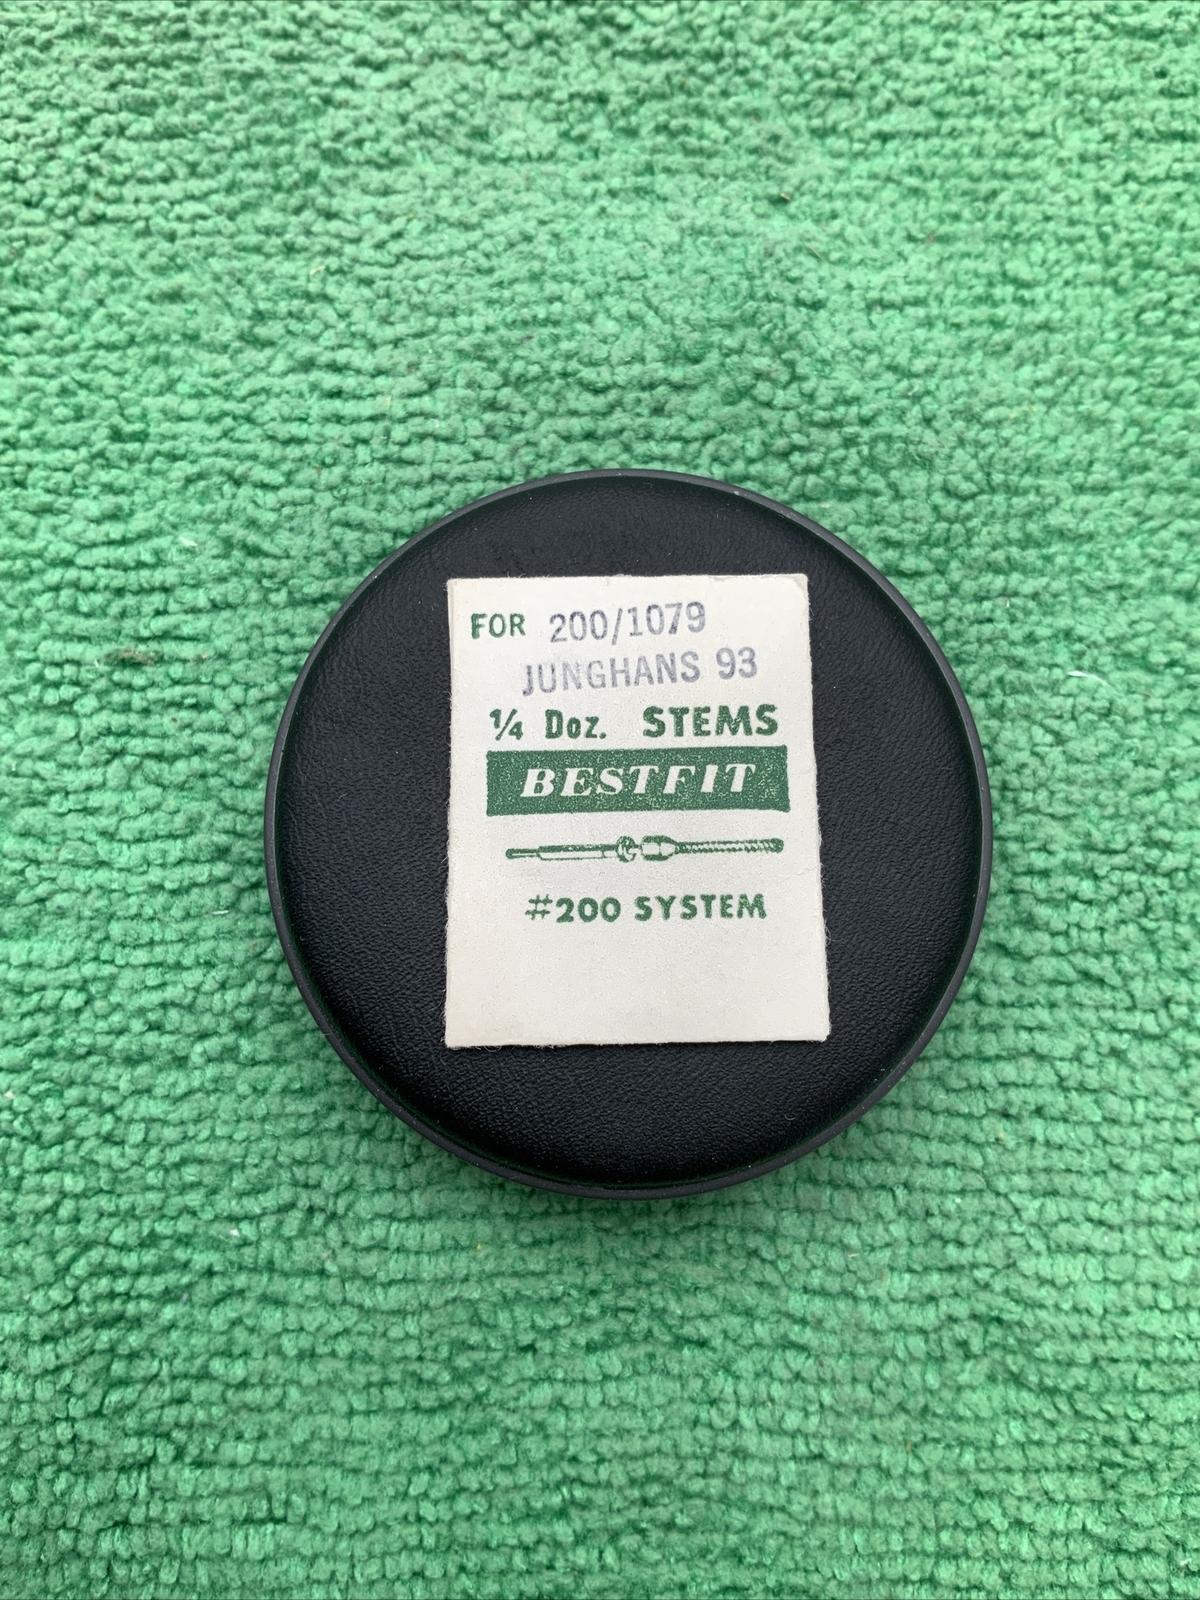 FOR 200/1079
JUNGHANS 93
1/4 Doz. STEMS
BESTFIT
#200 SYSTEM